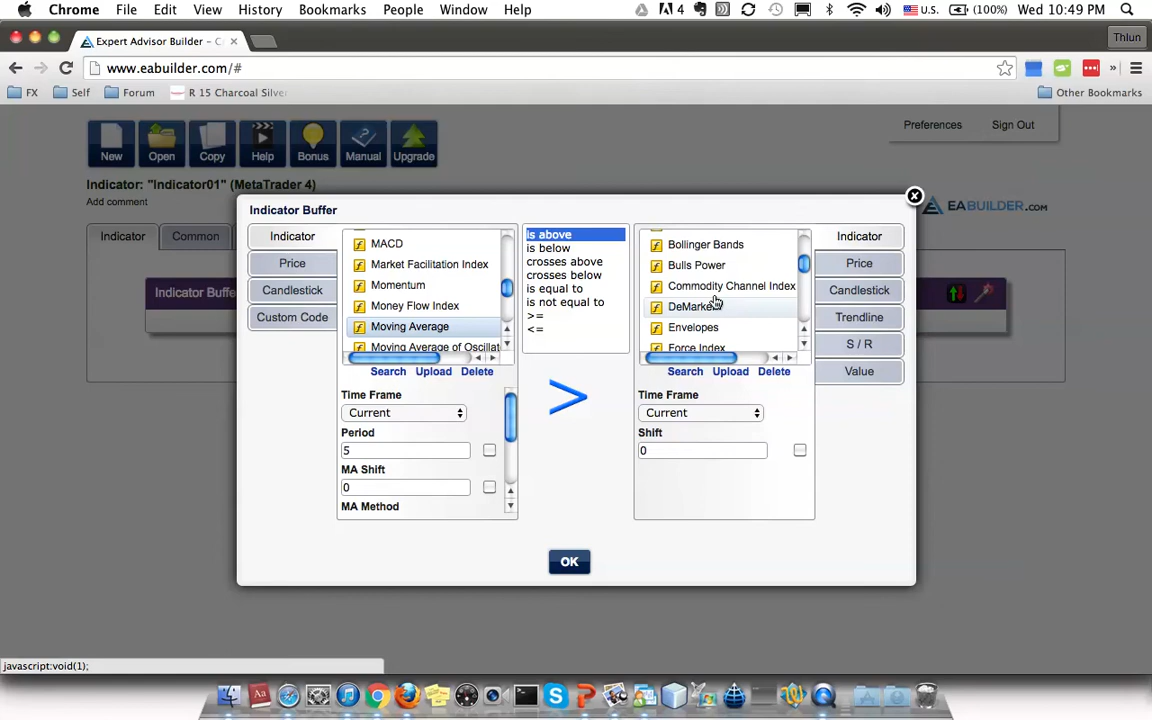 Chrome File Edit View History Bookmarks People Window Help 4 U.S. (100%) Wed 10:49 PM
Expert Advisor Builder – C
Thlun
www.eabuilder.com/#
FX Self Forum R 15 Charcoal Silver Other Bookmarks
New Open Copy Help Bonus Manual Upgrade
Preferences Sign Out
Indicator: "Indicator01" (MetaTrader 4)
Add comment
EABUILDER.COM
Indicator Common
Indicator Buffer
Indicator Buffer
Indicator
Price
Candlestick
Custom Code
MACD
Market Facilitation Index
Momentum
Money Flow Index
Moving Average
Moving Average of Oscillat
Search Upload Delete
Time Frame
Current
Period
5
MA Shift
0
MA Method
is above
is below
crosses above
crosses below
is equal to
is not equal to
>=
<=
>
Bollinger Bands
Bulls Power
Commodity Channel Index
DeMarker
Envelopes
Force Index
Search Upload Delete
Time Frame
Current
Shift
0
Indicator
Price
Candlestick
Trendline
S / R
Value
OK
javascript:void(1);